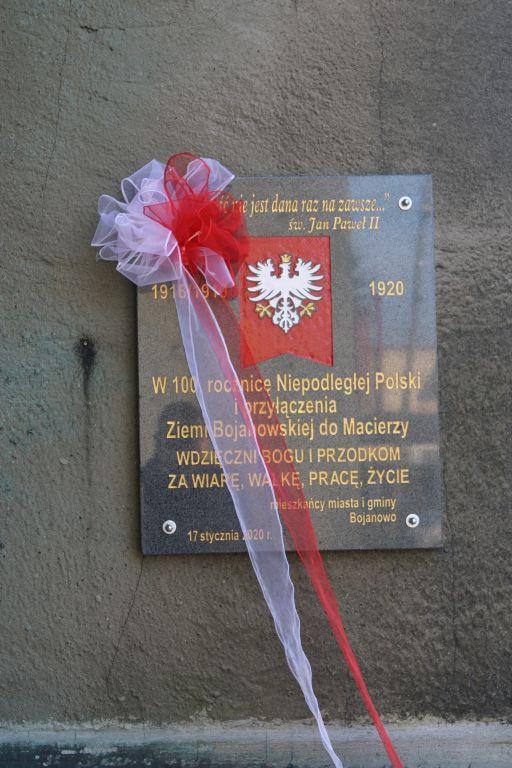 nie jest dana raz na zawsze..."
św. Jan Paweł II
1920
W 100. rocznicę Niepodległej Polski
i przyłączenia
Ziemi Bojanowskiej do Macierzy
WDZIĘCZNI BOGU I PRZODKOM
ZA WIARĘ, WALKĘ, PRACĘ, ŻYCIE
mieszkańcy miasta i gminy
Bojanowo
17 stycznia 2020 r.